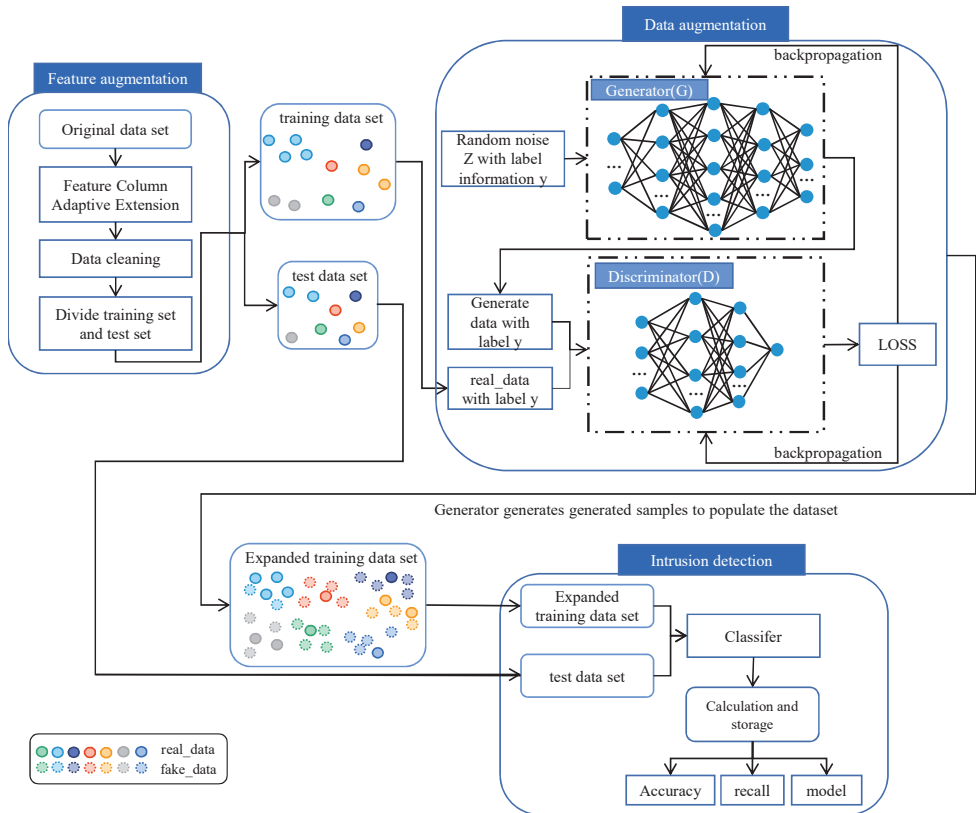 Feature augmentation
Original data set
Feature Column
Adaptive Extension
Data cleaning
Divide training set
and test set
training data set
test data set
Data augmentation
backpropagation
Generator(G)
Random noise
Z with label
information y
...
...
...
...
...
Discriminator(D)
Generate
data with
label y
real_data
with label y
...
...
...
LOSS
backpropagation
Generator generates generated samples to populate the dataset
Expanded training data set
Intrusion detection
Expanded
training data set
test data set
Classifer
Calculation and
storage
Accuracy
recall
model
real_data
fake_data